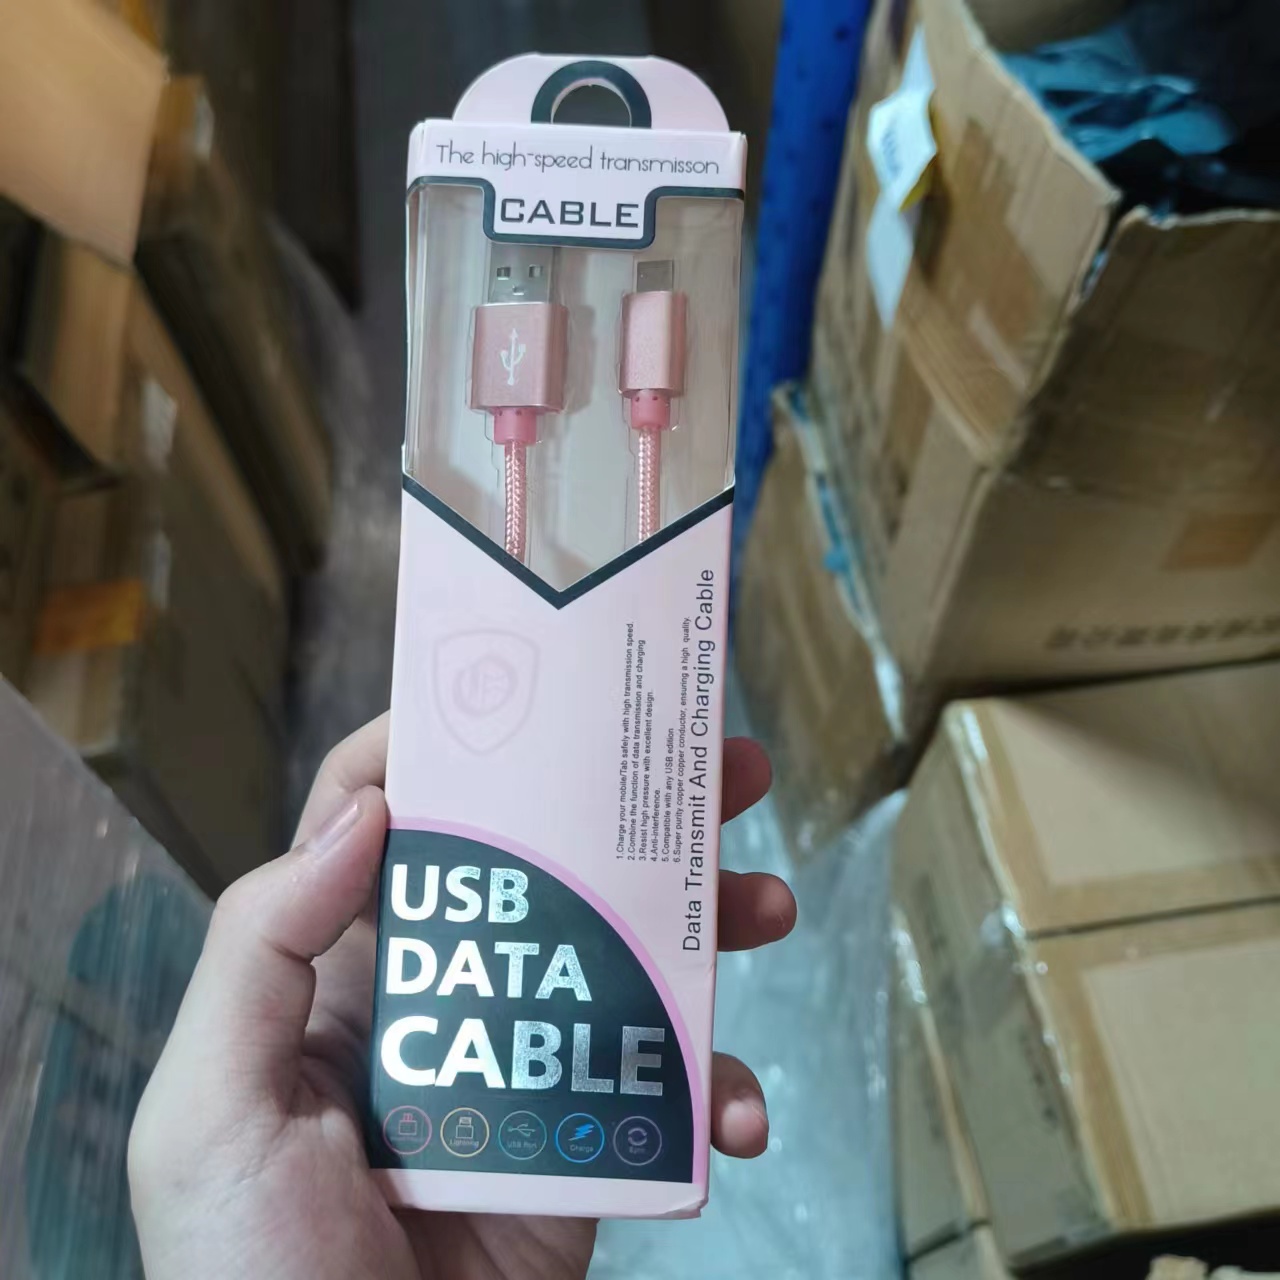 The high-speed transmisson
CABLE
1.Charge your mobile/Tab safely with high transmission speed.
2.Combine the function of data transmission and charging
3.Resist high pressure with excellent design.
4.Anti-interference.
5.Compatible with any USB edition
6.Super purity copper copper conductor, ensuring a high quality.
Data Transmit And Charging Cable
USB
DATA
CABLE
Lightning
USB Port
Charge
Sync